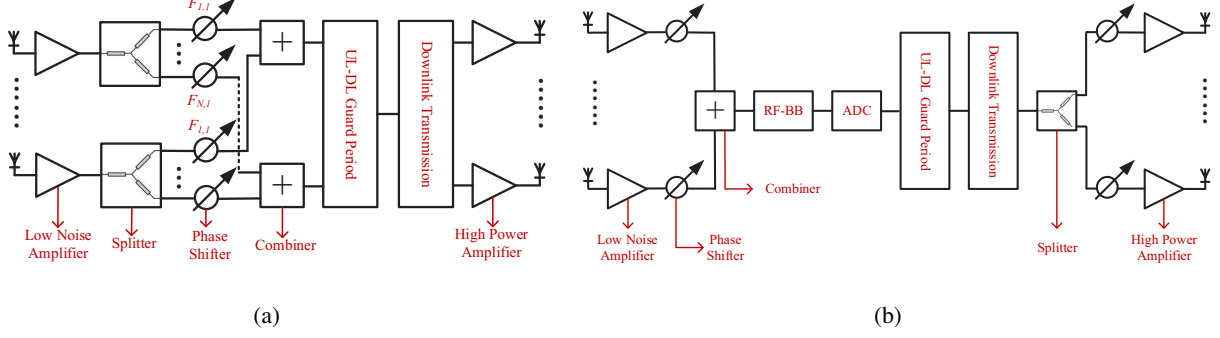 F1,1
FN,1
F1,1
UL-DL Guard Period
Downlink Transmission
Low Noise
Amplifier
Splitter
Phase
Shifter
Combiner
High Power
Amplifier
(a)
RF-BB
ADC
UL-DL Guard Period
Downlink Transmission
Combiner
Low Noise
Amplifier
Phase
Shifter
Splitter
High Power
Amplifier
(b)